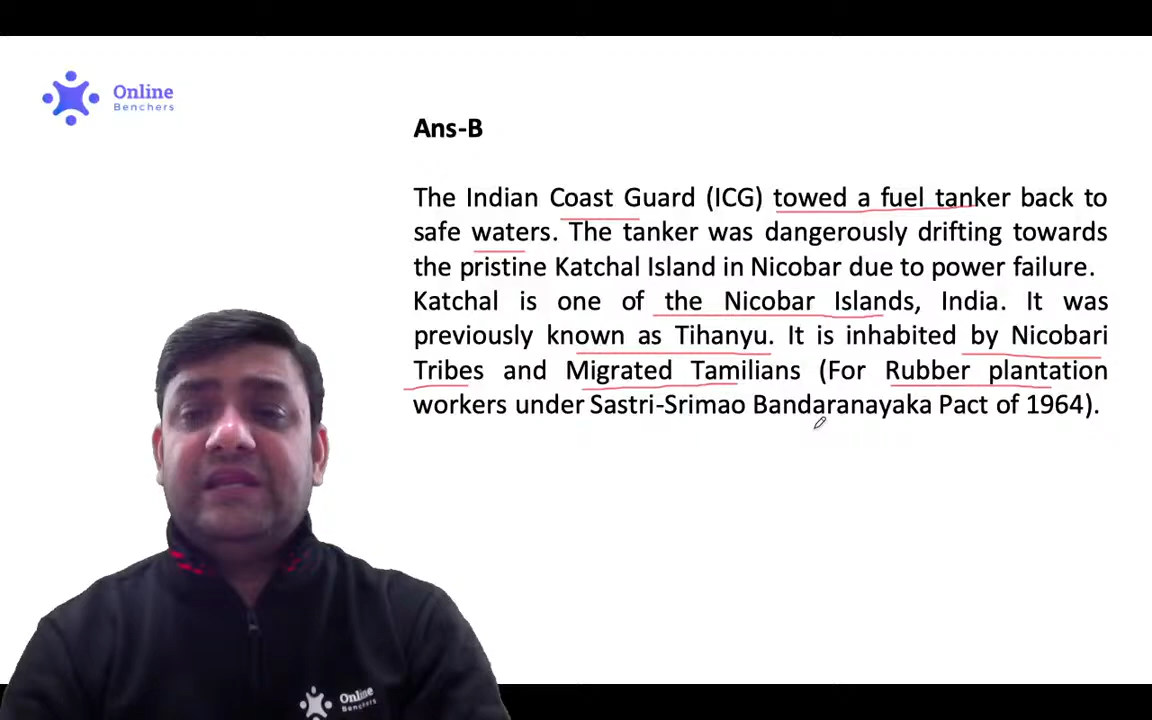 Online
Benchers
Ans-B
The Indian Coast Guard (ICG) towed a fuel tanker back to
safe waters. The tanker was dangerously drifting towards
the pristine Katchal Island in Nicobar due to power failure.
Katchal is one of the Nicobar Islands, India. It was
previously known as Tihanyu. It is inhabited by Nicobari
Tribes and Migrated Tamilians (For Rubber plantation
workers under Sastri-Srimao Bandaranayaka Pact of 1964).
Online
Benchers